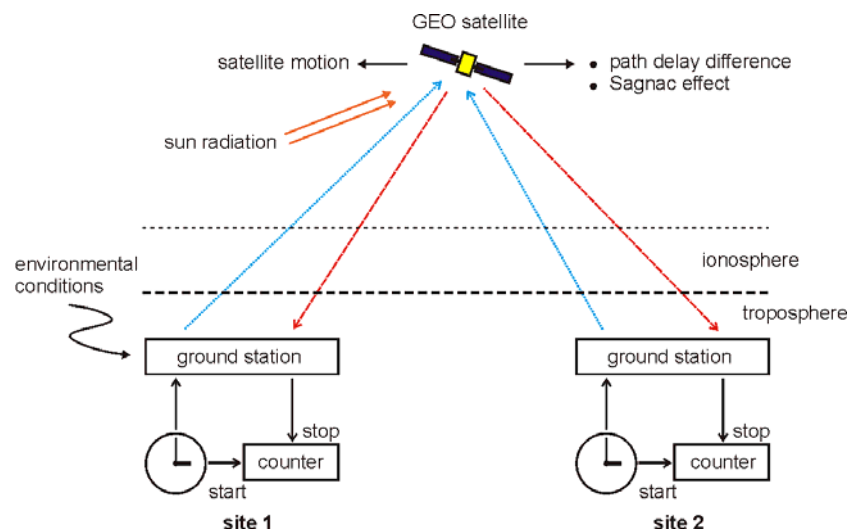 GEO satellite
satellite motion
• path delay difference
• Sagnac effect
sun radiation
environmental
conditions
ionosphere
troposphere
ground station
ground station
stop
stop
counter
counter
start
start
site 1
site 2